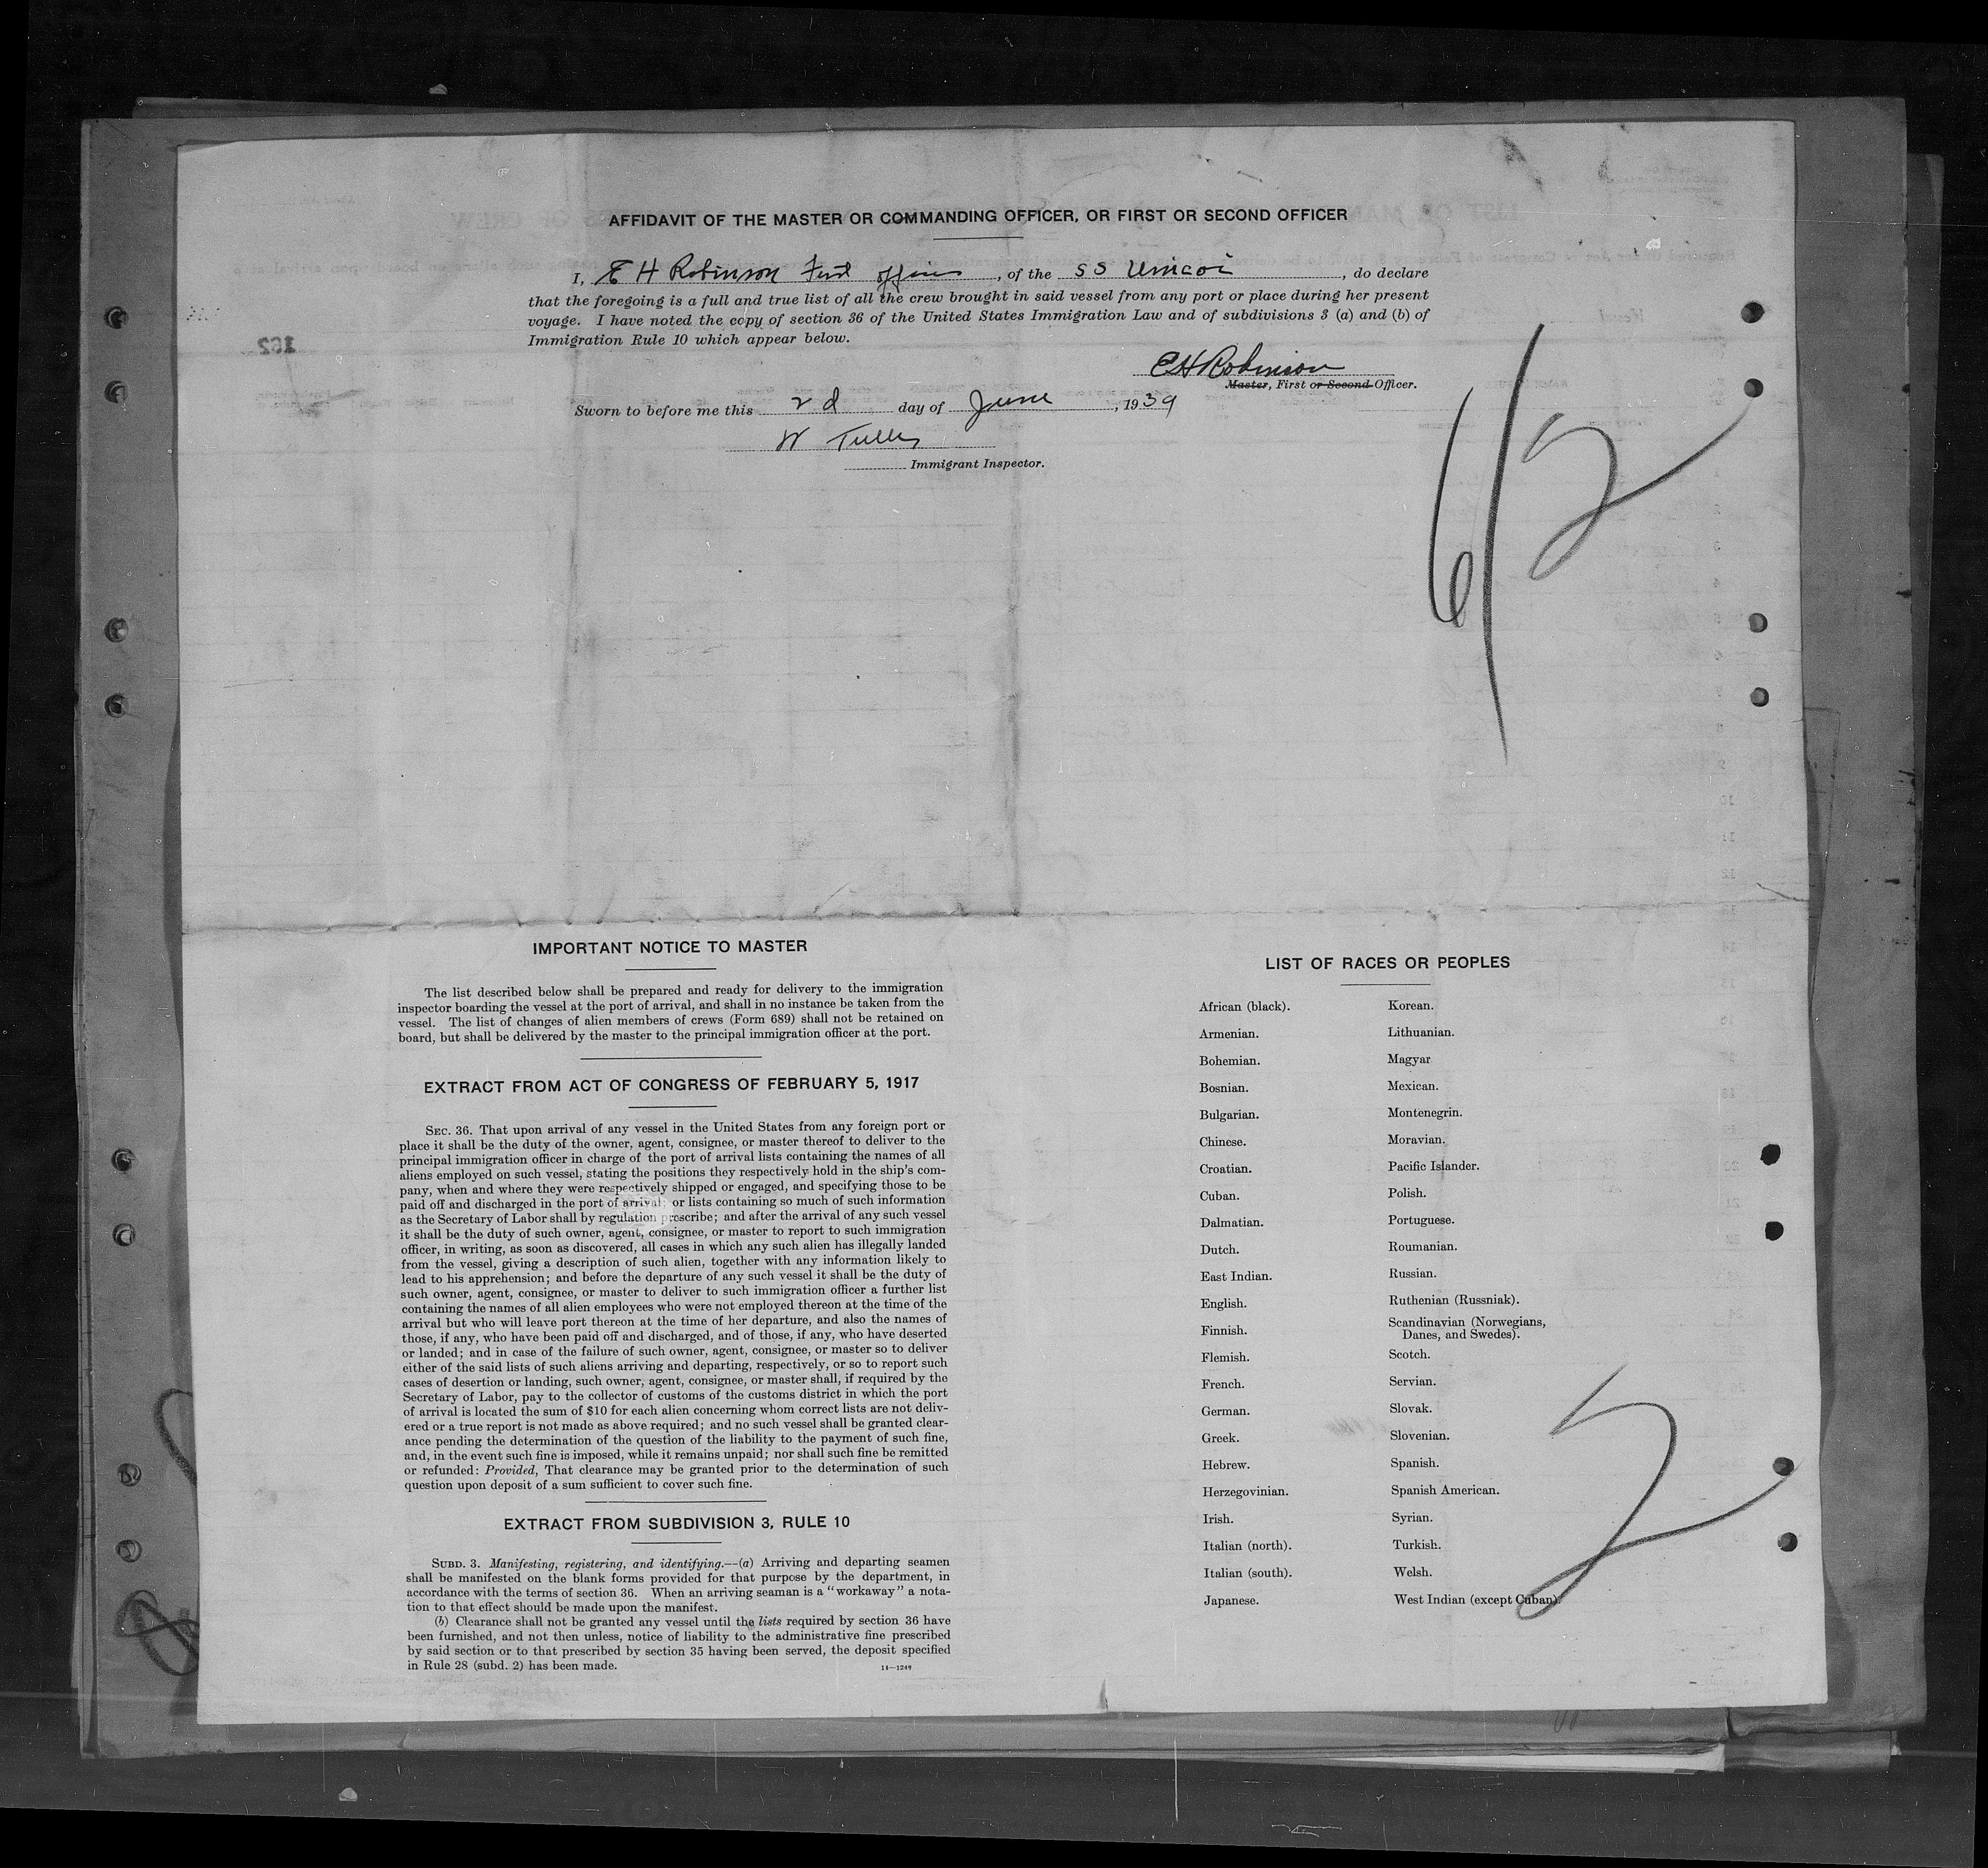 AFFIDAVIT OF THE MASTER OR COMMANDING OFFICER, OR FIRST OR SECOND OFFICER
I, E H Robinson First officer, of the SS Unicoi, do declare
that the foregoing is a full and true list of all the crew brought in said vessel from any port or place during her present
voyage. I have noted the copy of section 36 of the United States Immigration Law and of subdivisions 3 (a) and (b) of
Immigration Rule 10 which appear below.
162
E H Robinson
Master, First or Second Officer.
Sworn to before me this 2d day of June, 1939
W Tulley
Immigrant Inspector.
6/2
IMPORTANT NOTICE TO MASTER
The list described below shall be prepared and ready for delivery to the immigration
inspector boarding the vessel at the port of arrival, and shall in no instance be taken from the
vessel. The list of changes of alien members of crews (Form 689) shall not be retained on
board, but shall be delivered by the master to the principal immigration officer at the port.
EXTRACT FROM ACT OF CONGRESS OF FEBRUARY 5, 1917
SEC. 36. That upon arrival of any vessel in the United States from any foreign port or
place it shall be the duty of the owner, agent, consignee, or master thereof to deliver to the
principal immigration officer in charge of the port of arrival lists containing the names of all
aliens employed on such vessel, stating the positions they respectively hold in the ship's com-
pany, when and where they were respectively shipped or engaged, and specifying those to be
paid off and discharged in the port of arrival; or lists containing so much of such information
as the Secretary of Labor shall by regulation prescribe; and after the arrival of any such vessel
it shall be the duty of such owner, agent, consignee, or master to report to such immigration
officer, in writing, as soon as discovered, all cases in which any such alien has illegally landed
from the vessel, giving a description of such alien, together with any information likely to
lead to his apprehension; and before the departure of any such vessel it shall be the duty of
such owner, agent, consignee, or master to deliver to such immigration officer a further list
containing the names of all alien employees who were not employed thereon at the time of the
arrival but who will leave port thereon at the time of her departure, and also the names of
those, if any, who have been paid off and discharged, and of those, if any, who have deserted
or landed; and in case of the failure of such owner, agent, consignee, or master so to deliver
either of the said lists of such aliens arriving and departing, respectively, or so to report such
cases of desertion or landing, such owner, agent, consignee, or master shall, if required by the
Secretary of Labor, pay to the collector of customs of the customs district in which the port
of arrival is located the sum of $10 for each alien concerning whom correct lists are not deliv-
ered or a true report is not made as above required; and no such vessel shall be granted clear-
ance pending the determination of the question of the liability to the payment of such fine,
and, in the event such fine is imposed, while it remains unpaid; nor shall such fine be remitted
or refunded: Provided, That clearance may be granted prior to the determination of such
question upon deposit of a sum sufficient to cover such fine.
EXTRACT FROM SUBDIVISION 3, RULE 10
SUBD. 3. Manifesting, registering, and identifying.--(a) Arriving and departing seamen
shall be manifested on the blank forms provided for that purpose by the department, in
accordance with the terms of section 36. When an arriving seaman is a "workaway" a nota-
tion to that effect should be made upon the manifest.
(b) Clearance shall not be granted any vessel until the lists required by section 36 have
been furnished, and not then unless, notice of liability to the administrative fine prescribed
by said section or to that prescribed by section 35 having been served, the deposit specified
in Rule 28 (subd. 2) has been made.
14—1249
LIST OF RACES OR PEOPLES
African (black).
Armenian.
Bohemian.
Bosnian.
Bulgarian.
Chinese.
Croatian.
Cuban.
Dalmatian.
Dutch.
East Indian.
English.
Finnish.
Flemish.
French.
German.
Greek.
Hebrew.
Herzegovinian.
Irish.
Italian (north).
Italian (south).
Japanese.
Korean.
Lithuanian.
Magyar
Mexican.
Montenegrin.
Moravian.
Pacific Islander.
Polish.
Portuguese.
Roumanian.
Russian.
Ruthenian (Russniak).
Scandinavian (Norwegians,
Danes, and Swedes).
Scotch.
Servian.
Slovak.
Slovenian.
Spanish.
Spanish American.
Syrian.
Turkish.
Welsh.
West Indian (except Cuban).
2